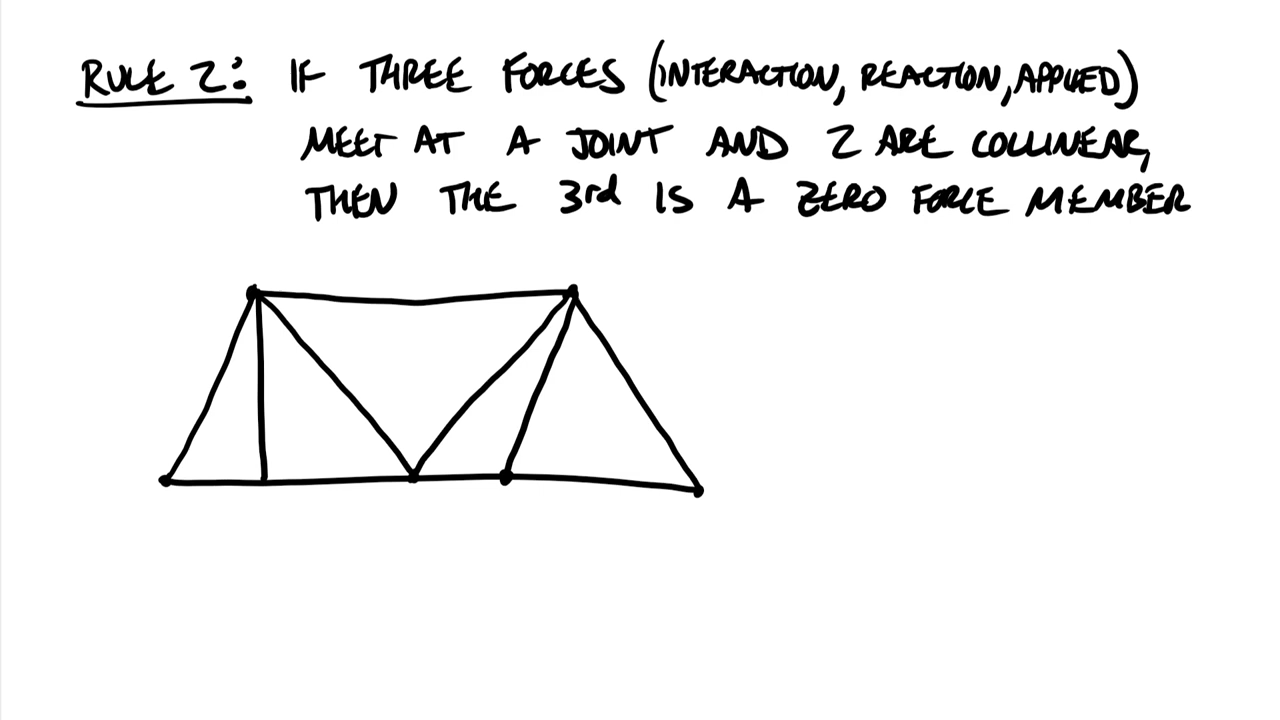 RULE 2: IF THREE FORCES (INTERACTION, REACTION, APPLIED)
MEET AT A JOINT AND 2 ARE COLLINEAR,
THEN THE 3rd IS A ZERO FORCE MEMBER